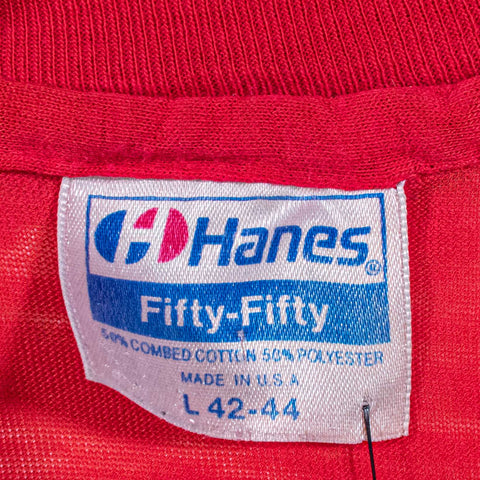 Hanes
Fifty-Fifty
50% COMBED COTTON 50% POLYESTER
MADE IN U.S.A
L 42-44